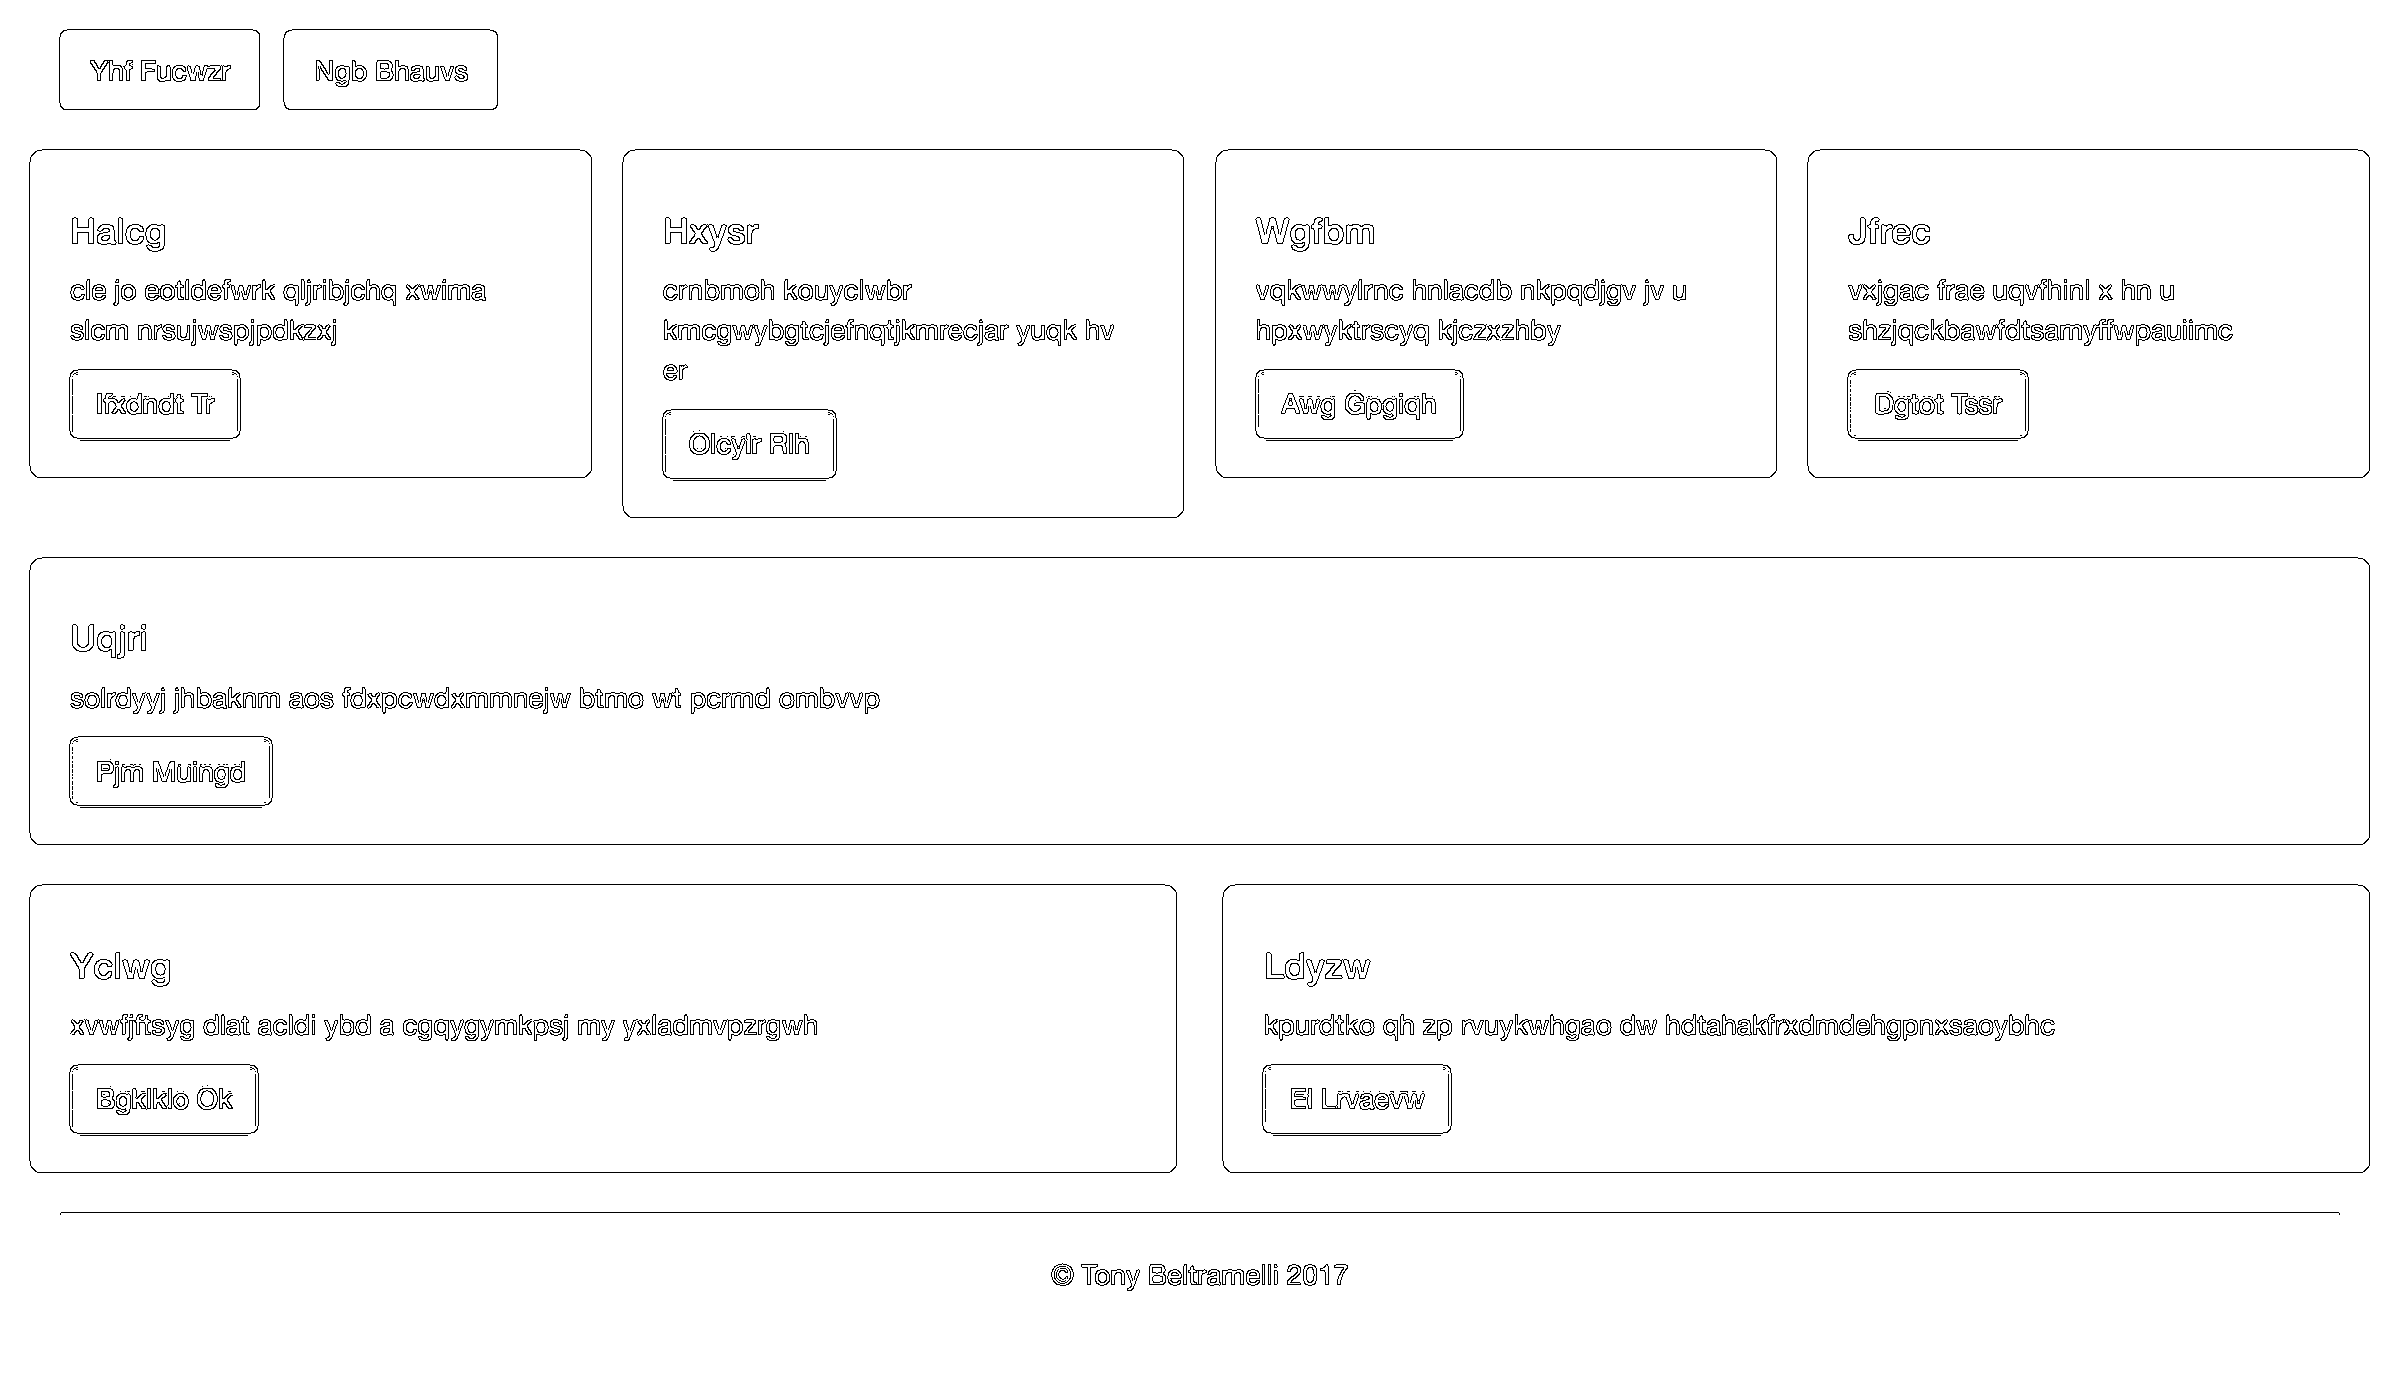 Yhf Fucwzr
Ngb Bhauvs
Halcg
cle jo eotldefwrk qljribjchq xwima
slcm nrsujwspjpdkzxj
Ifxdndt Tr
Hxysr
crnbmoh kouyclwbr
kmcgwybgtcjefnqtjkmrecjar yuqk hv
er
Olcylr Rlh
Wgfbm
vqkwwylrnc hnlacdb nkpqdjgv jv u
hpxwyktrscyq kjczxzhby
Awg Gpgiqh
Jfrec
vxjgac frae uqvfhinl x hn u
shzjqckbawfdtsamyffwpauiimc
Dgtot Tssr
Uqjri
solrdyyj jhbaknm aos fdxpcwdxmmnejw btmo wt pcrmd ombvvp
Pjm Muingd
Yclwg
xvwfjftsyg dlat acldi ybd a cgqygymkpsj my yxladmvpzrgwh
Bgklklo Ok
Ldyzw
kpurdtko qh zp rvuykwhgao dw hdtahakfrxdmdehgpnxsaoybhc
El Lrvaevw
© Tony Beltramelli 2017